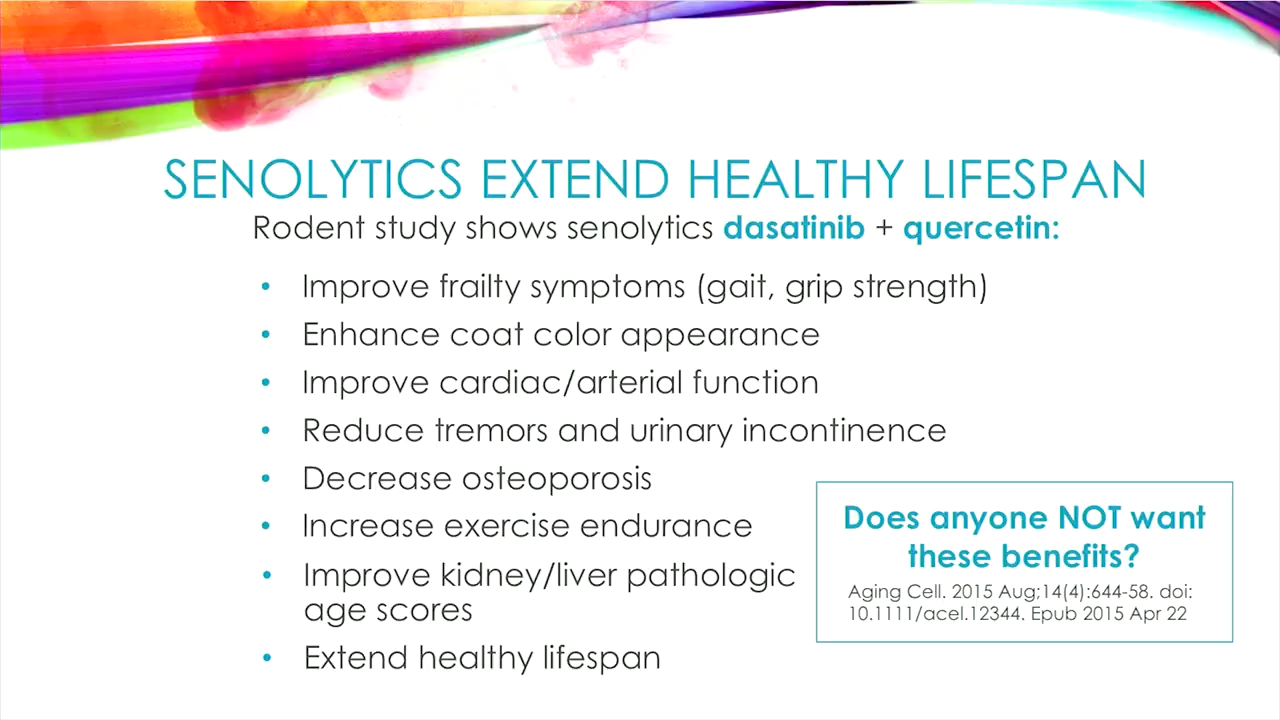 SENOLYTICS EXTEND HEALTHY LIFESPAN
Rodent study shows senolytics dasatinib + quercetin:
• Improve frailty symptoms (gait, grip strength)
• Enhance coat color appearance
• Improve cardiac/arterial function
• Reduce tremors and urinary incontinence
• Decrease osteoporosis
• Increase exercise endurance
• Improve kidney/liver pathologic
age scores
• Extend healthy lifespan
Does anyone NOT want
these benefits?
Aging Cell. 2015 Aug;14(4):644-58. doi:
10.1111/acel.12344. Epub 2015 Apr 22